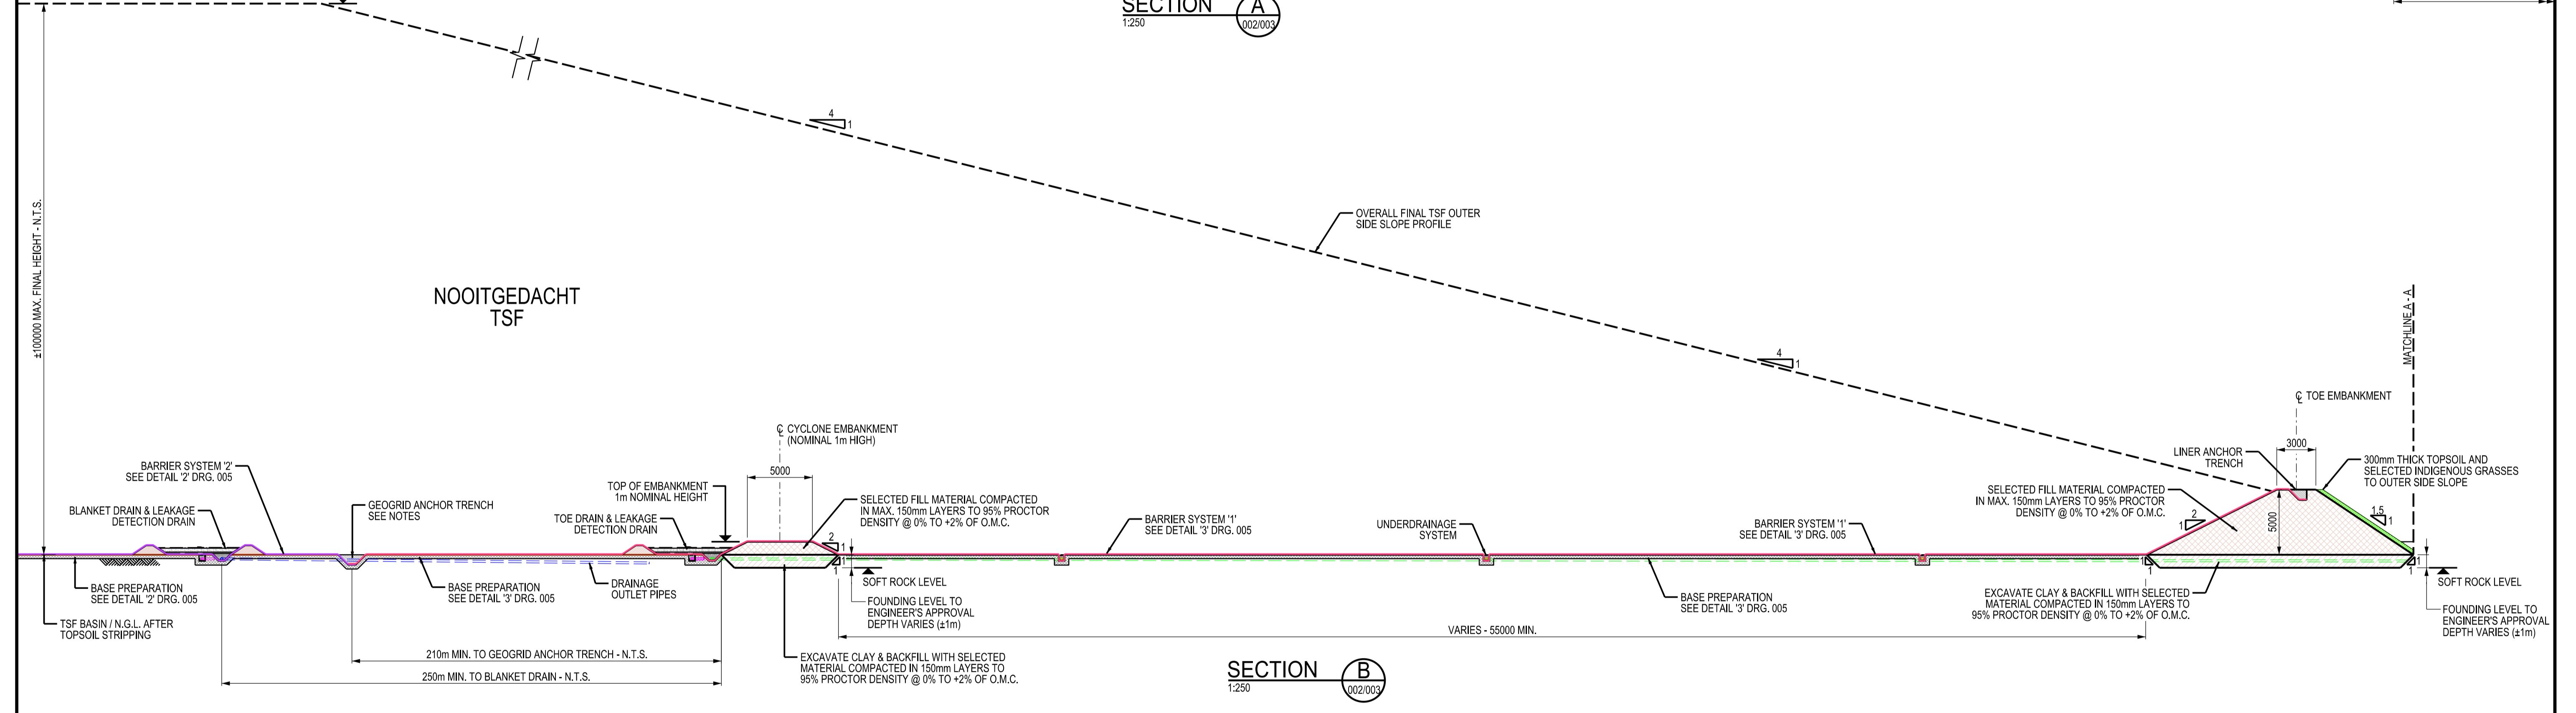 SECTION
A
1:250
002/003
4
1
±100000 MAX. FINAL HEIGHT - N.T.S.
OVERALL FINAL TSF OUTER
SIDE SLOPE PROFILE
NOOITGEDACHT
TSF
MATCHLINE A - A
4
1
℄ TOE EMBANKMENT
℄ CYCLONE EMBANKMENT
(NOMINAL 1m HIGH)
3000
5000
BARRIER SYSTEM '2'
SEE DETAIL '2' DRG. 005
LINER ANCHOR
TRENCH
300mm THICK TOPSOIL AND
SELECTED INDIGENOUS GRASSES
TO OUTER SIDE SLOPE
BLANKET DRAIN & LEAKAGE
DETECTION DRAIN
GEOGRID ANCHOR TRENCH
SEE NOTES
TOP OF EMBANKMENT
1m NOMINAL HEIGHT
TOE DRAIN & LEAKAGE
DETECTION DRAIN
SELECTED FILL MATERIAL COMPACTED
IN MAX. 150mm LAYERS TO 95% PROCTOR
DENSITY @ 0% TO +2% OF O.M.C.
BARRIER SYSTEM '1'
SEE DETAIL '3' DRG. 005
UNDERDRAINAGE
SYSTEM
BARRIER SYSTEM '1'
SEE DETAIL '3' DRG. 005
SELECTED FILL MATERIAL COMPACTED
IN MAX. 150mm LAYERS TO 95% PROCTOR
DENSITY @ 0% TO +2% OF O.M.C.
2
1
5000
1,5
1
2
1
1
1
1
1
1
1
BASE PREPARATION
SEE DETAIL '2' DRG. 005
BASE PREPARATION
SEE DETAIL '3' DRG. 005
DRAINAGE
OUTLET PIPES
SOFT ROCK LEVEL
FOUNDING LEVEL TO
ENGINEER'S APPROVAL
DEPTH VARIES (±1m)
BASE PREPARATION
SEE DETAIL '3' DRG. 005
EXCAVATE CLAY & BACKFILL WITH SELECTED
MATERIAL COMPACTED IN 150mm LAYERS TO
95% PROCTOR DENSITY @ 0% TO +2% OF O.M.C.
SOFT ROCK LEVEL
FOUNDING LEVEL TO
ENGINEER'S APPROVAL
DEPTH VARIES (±1m)
TSF BASIN / N.G.L. AFTER
TOPSOIL STRIPPING
VARIES - 55000 MIN.
210m MIN. TO GEOGRID ANCHOR TRENCH - N.T.S.
250m MIN. TO BLANKET DRAIN - N.T.S.
EXCAVATE CLAY & BACKFILL WITH SELECTED
MATERIAL COMPACTED IN 150mm LAYERS TO
95% PROCTOR DENSITY @ 0% TO +2% OF O.M.C.
SECTION
B
1:250
002/003